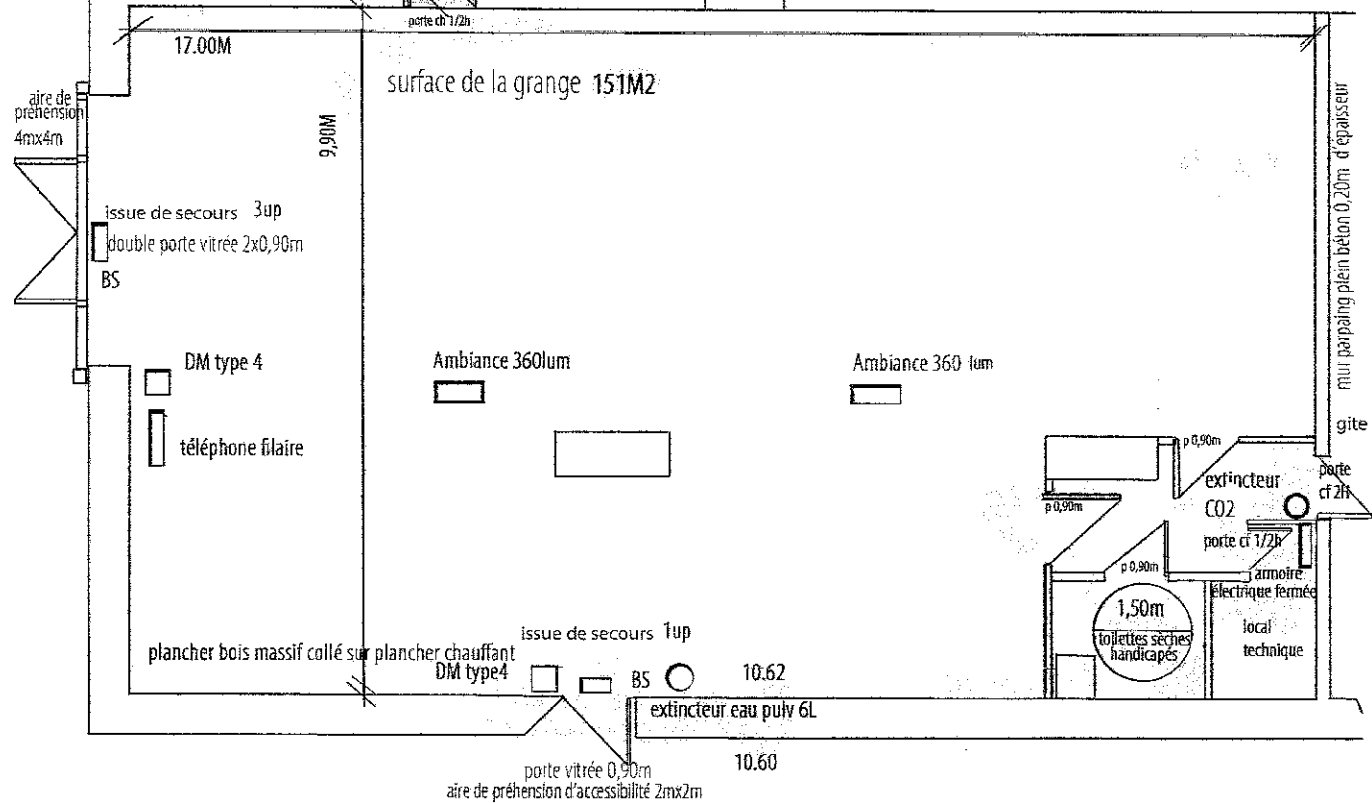 porte ch 1/2h
17.00M
surface de la grange 151M2
aire de
préhension
4mx4m
9,90M
mur parpaing plein béton 0,20m d'épaisseur
issue de secours 3up
double porte vitrée 2x0,90m
BS
DM type 4
Ambiance 360lum
Ambiance 360 lum
téléphone filaire
gite
p 0,90m
extincteur
CO2
porte
cf 2h
p 0,90m
porte cf 1/2h
p 0,90m
armoire
électrique fermée
1,50m
toilettes sèches
handicapés
local
technique
issue de secours 1up
plancher bois massif collé sur plancher chauffant
DM type4
BS
10.62
extincteur eau pulv 6L
porte vitrée 0,90m
10.60
aire de préhension d'accessibilité 2mx2m